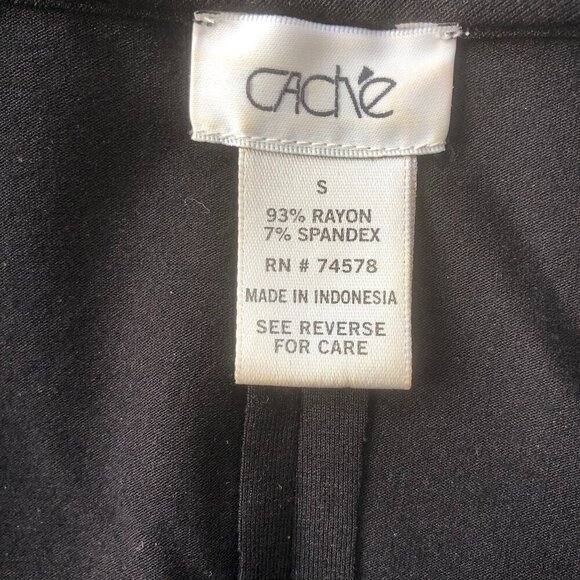 Caché
S
93% RAYON
7% SPANDEX
RN # 74578
MADE IN INDONESIA
SEE REVERSE
FOR CARE